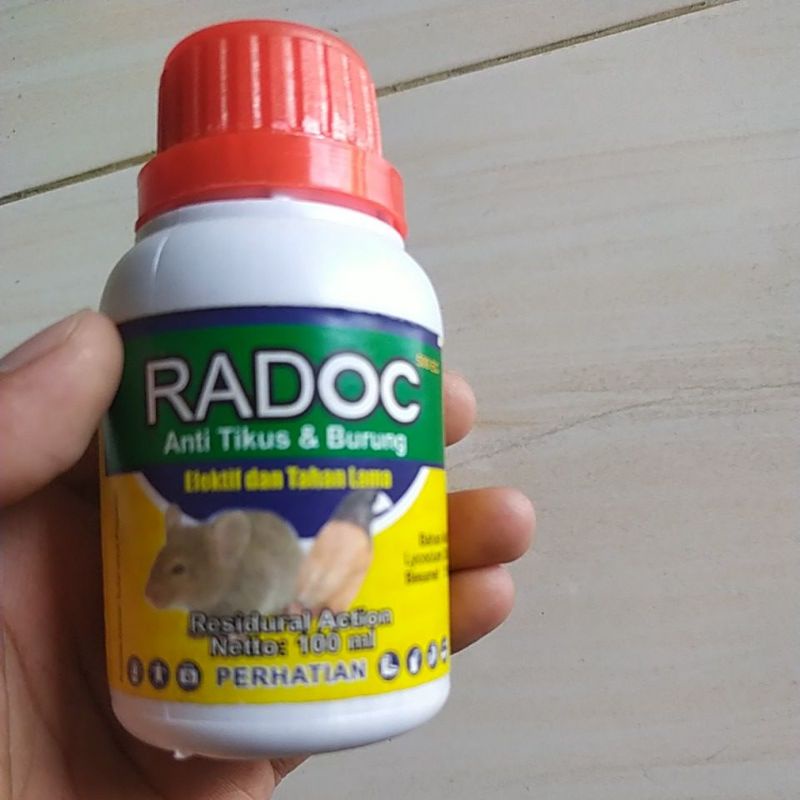 RADOC
Anti Tikus & Burung
Efektif dan Tahan Lama
Residural Action
Netto: 100 ml
PERHATIAN